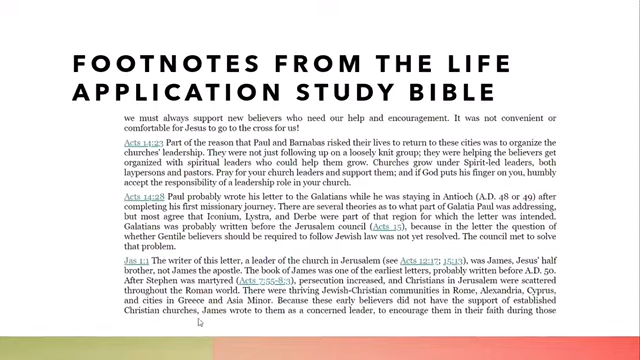 FOOTNOTES FROM THE LIFE
APPLICATION STUDY BIBLE
we must always support new believers who need our help and encouragement. It was not convenient or
comfortable for Jesus to go to the cross for us!
Acts 14:23 Part of the reason that Paul and Barnabas risked their lives to return to these cities was to organize
the churches' leadership. They were not just following up on a loosely knit group; they were helping the believers get
organized with spiritual leaders who could help them grow. Churches grow under Spirit-led leaders, both
laypersons and pastors. Pray for your church leaders and support them; and if God puts his finger on you, humbly
accept the responsibility of a leadership role in your church.
Acts 14:28 Paul probably wrote his letter to the Galatians while he was staying in Antioch (A.D. 48 or 49) after
completing his first missionary journey. There are several theories as to what part of Galatia Paul was addressing,
but most agree that Iconium, Lystra, and Derbe were part of that region for which the letter was intended.
Galatians was probably written before the Jerusalem council (Acts 15), because in the letter the question of
whether Gentile believers should be required to follow Jewish law was not yet resolved. The council met to solve
that problem.
Jas 1:1 The writer of this letter, a leader of the church in Jerusalem (see Acts 12:17; 15:13), was James, Jesus' half
brother, not James the apostle. The book of James was one of the earliest letters, probably written before A.D. 50.
After Stephen was martyred (Acts 7:55-8:3), persecution increased, and Christians in Jerusalem were scattered
throughout the Roman world. There were thriving Jewish-Christian communities in Rome, Alexandria, Cyprus,
and cities in Greece and Asia Minor. Because these early believers did not have the support of established
Christian churches, James wrote to them as a concerned leader, to encourage them in their faith during those